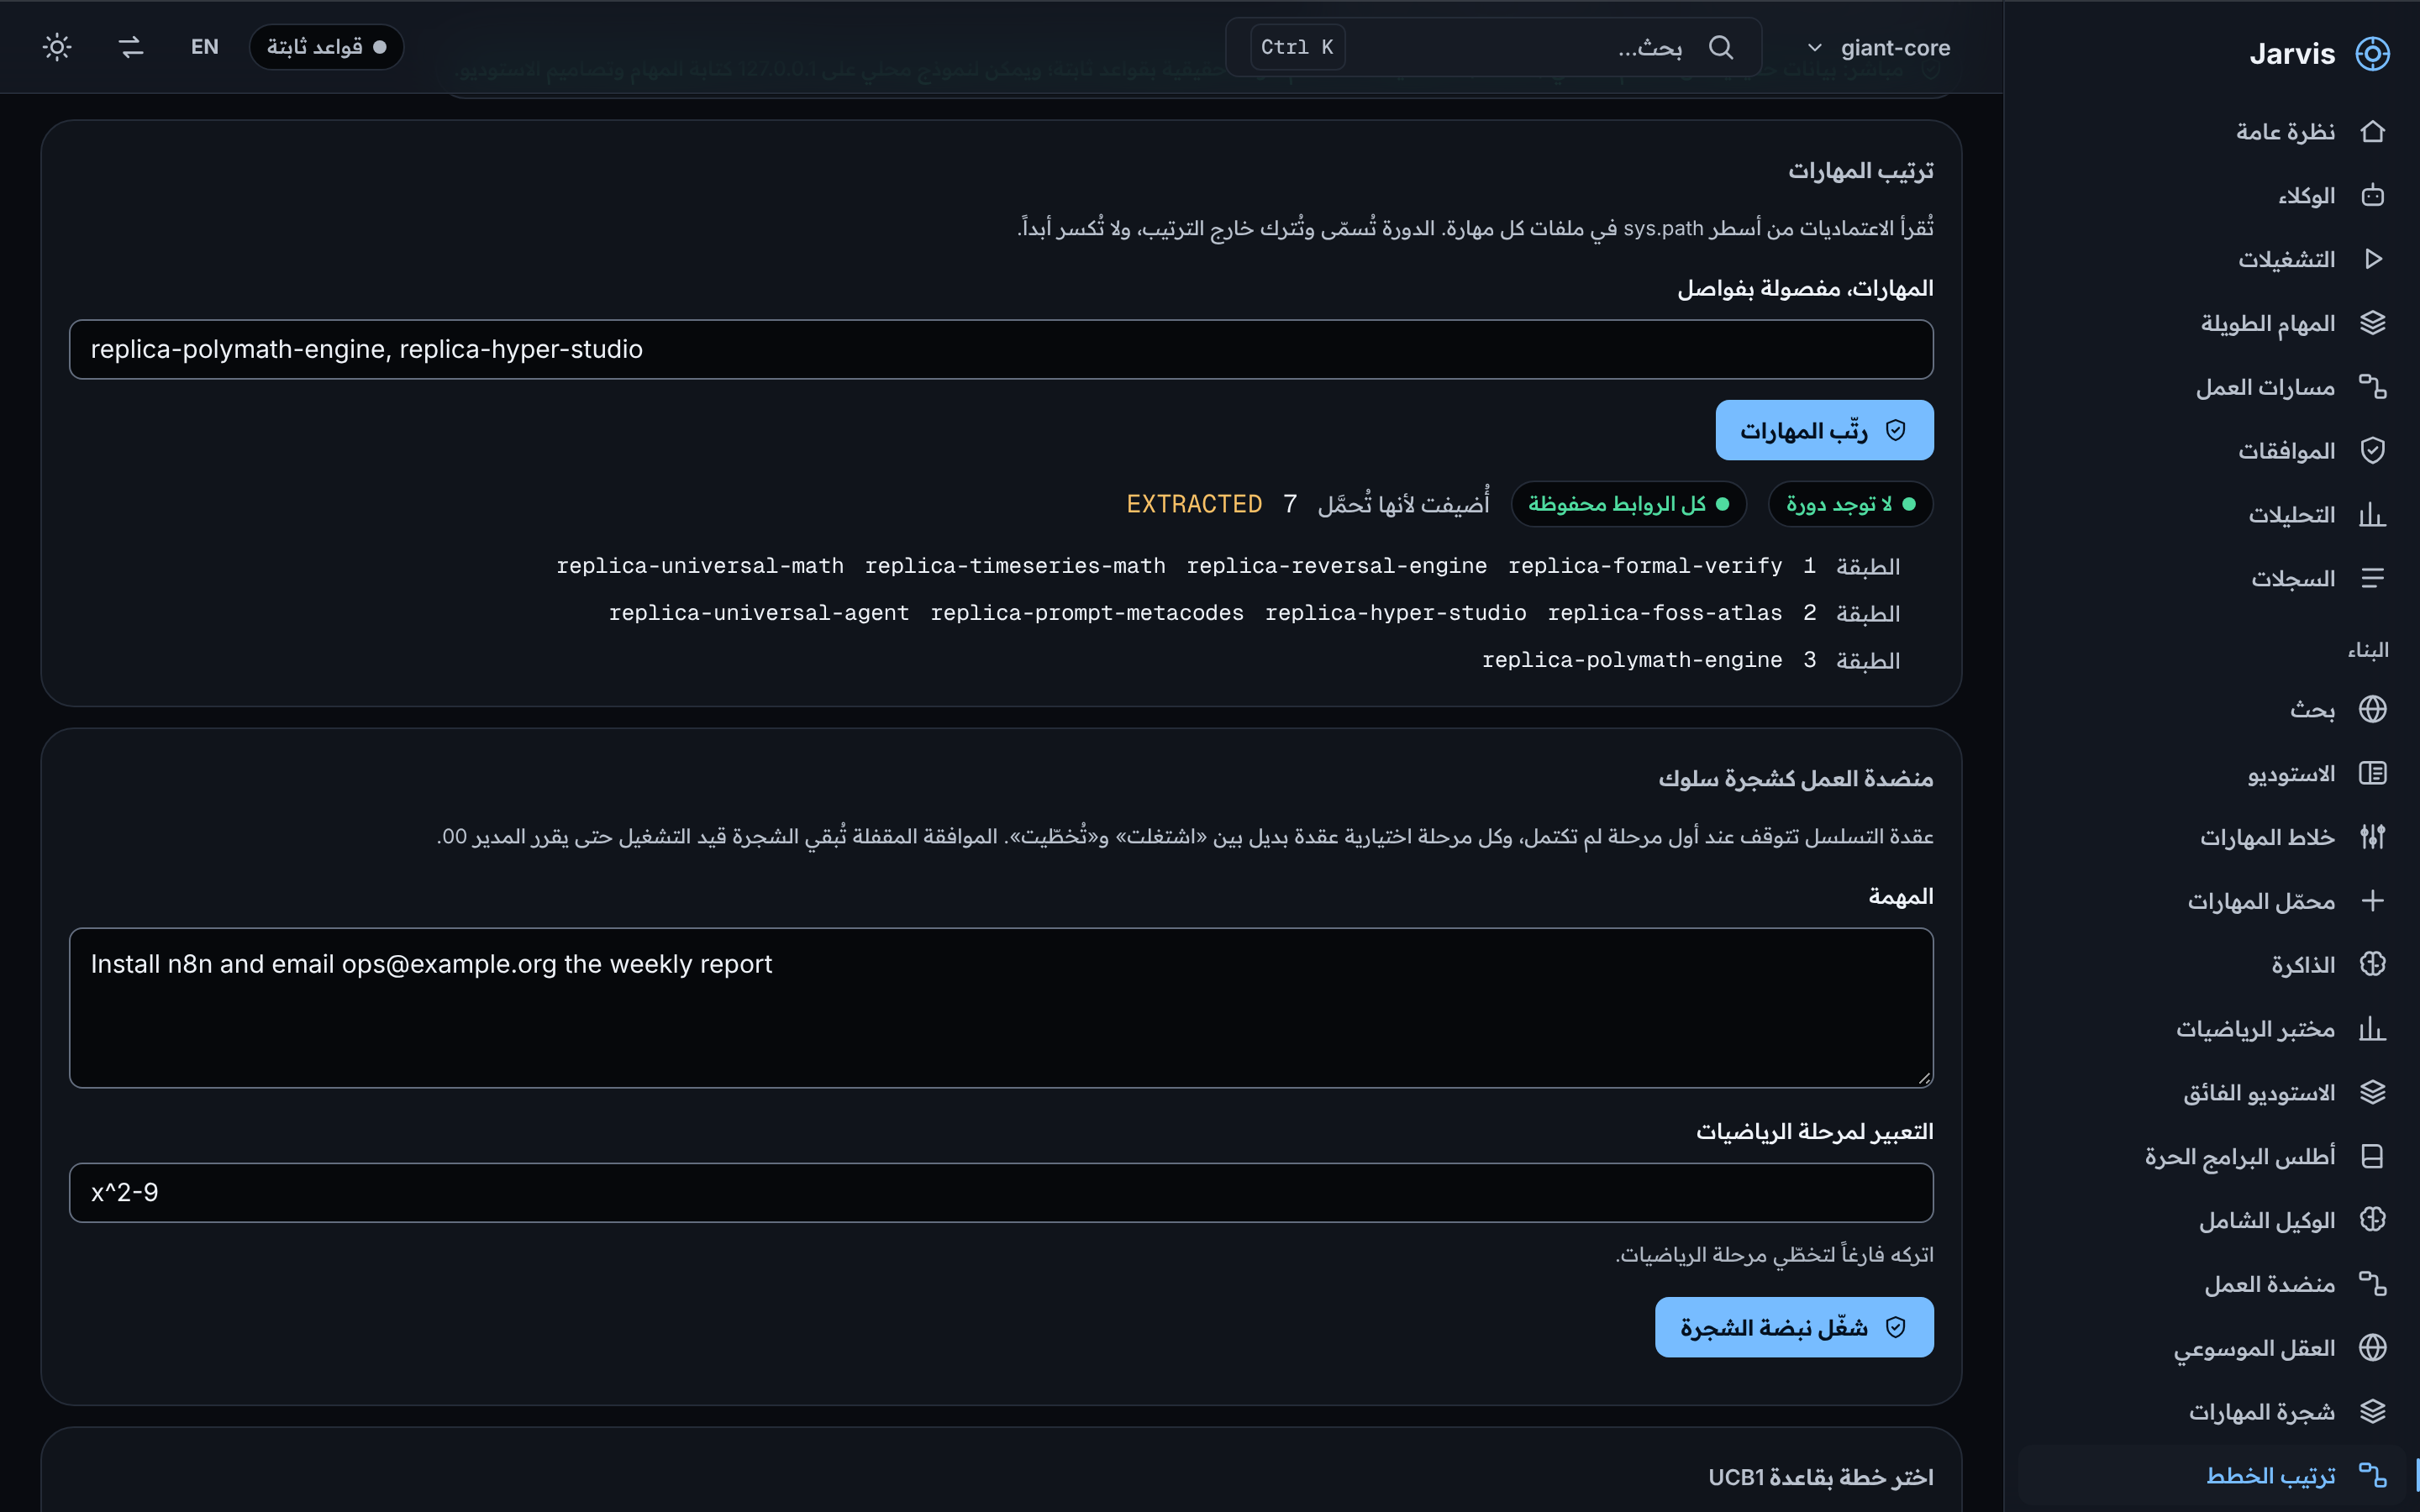 Jarvis
نظرة عامة
الوكلاء
التشغيلات
المهام الطويلة
مسارات العمل
الموافقات
التحليلات
السجلات
البناء
بحث
الاستوديو
خلاط المهارات
محمّل المهارات
الذاكرة
مختبر الرياضيات
الاستوديو الفائق
أطلس البرامج الحرة
الوكيل الشامل
منضدة العمل
العقل الموسوعي
شجرة المهارات
ترتيب الخطط
giant-core
بحث... Ctrl K
قواعد ثابتة
EN
ترتيب المهارات
تُقرأ الاعتماديات من أسطر sys.path في ملفات كل مهارة. الدورة تُسمّى وتُترك خارج الترتيب، ولا تُكسر أبداً.
المهارات، مفصولة بفواصل
replica-polymath-engine, replica-hyper-studio
رتّب المهارات
لا توجد دورة كل الروابط محفوظة أُضيفت لأنها تُحمَّل 7 EXTRACTED
الطبقة 1 replica-formal-verify replica-reversal-engine replica-timeseries-math replica-universal-math
الطبقة 2 replica-foss-atlas replica-hyper-studio replica-prompt-metacodes replica-universal-agent
الطبقة 3 replica-polymath-engine
منضدة العمل كشجرة سلوك
عقدة التسلسل تتوقف عند أول مرحلة لم تكتمل، وكل مرحلة اختيارية عقدة بديل بين «اشتغلت» و«تُخطّيت». الموافقة المقفلة تُبقي الشجرة قيد التشغيل حتى يقرر المدير 00.
المهمة
Install n8n and email ops@example.org the weekly report
التعبير لمرحلة الرياضيات
x^2-9
اتركه فارغاً لتخطّي مرحلة الرياضيات.
شغّل نبضة الشجرة
اختر خطة بقاعدة UCB1